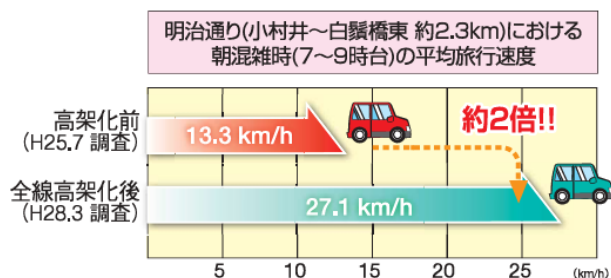 明治通り(小村井～白鬚橋東 約2.3km)における
朝混雑時(7～9時台)の平均旅行速度
高架化前
(H25.7 調査)
13.3 km/h
約2倍!!
全線高架化後
(H28.3 調査)
27.1 km/h
5 10 15 20 25 (km/h)